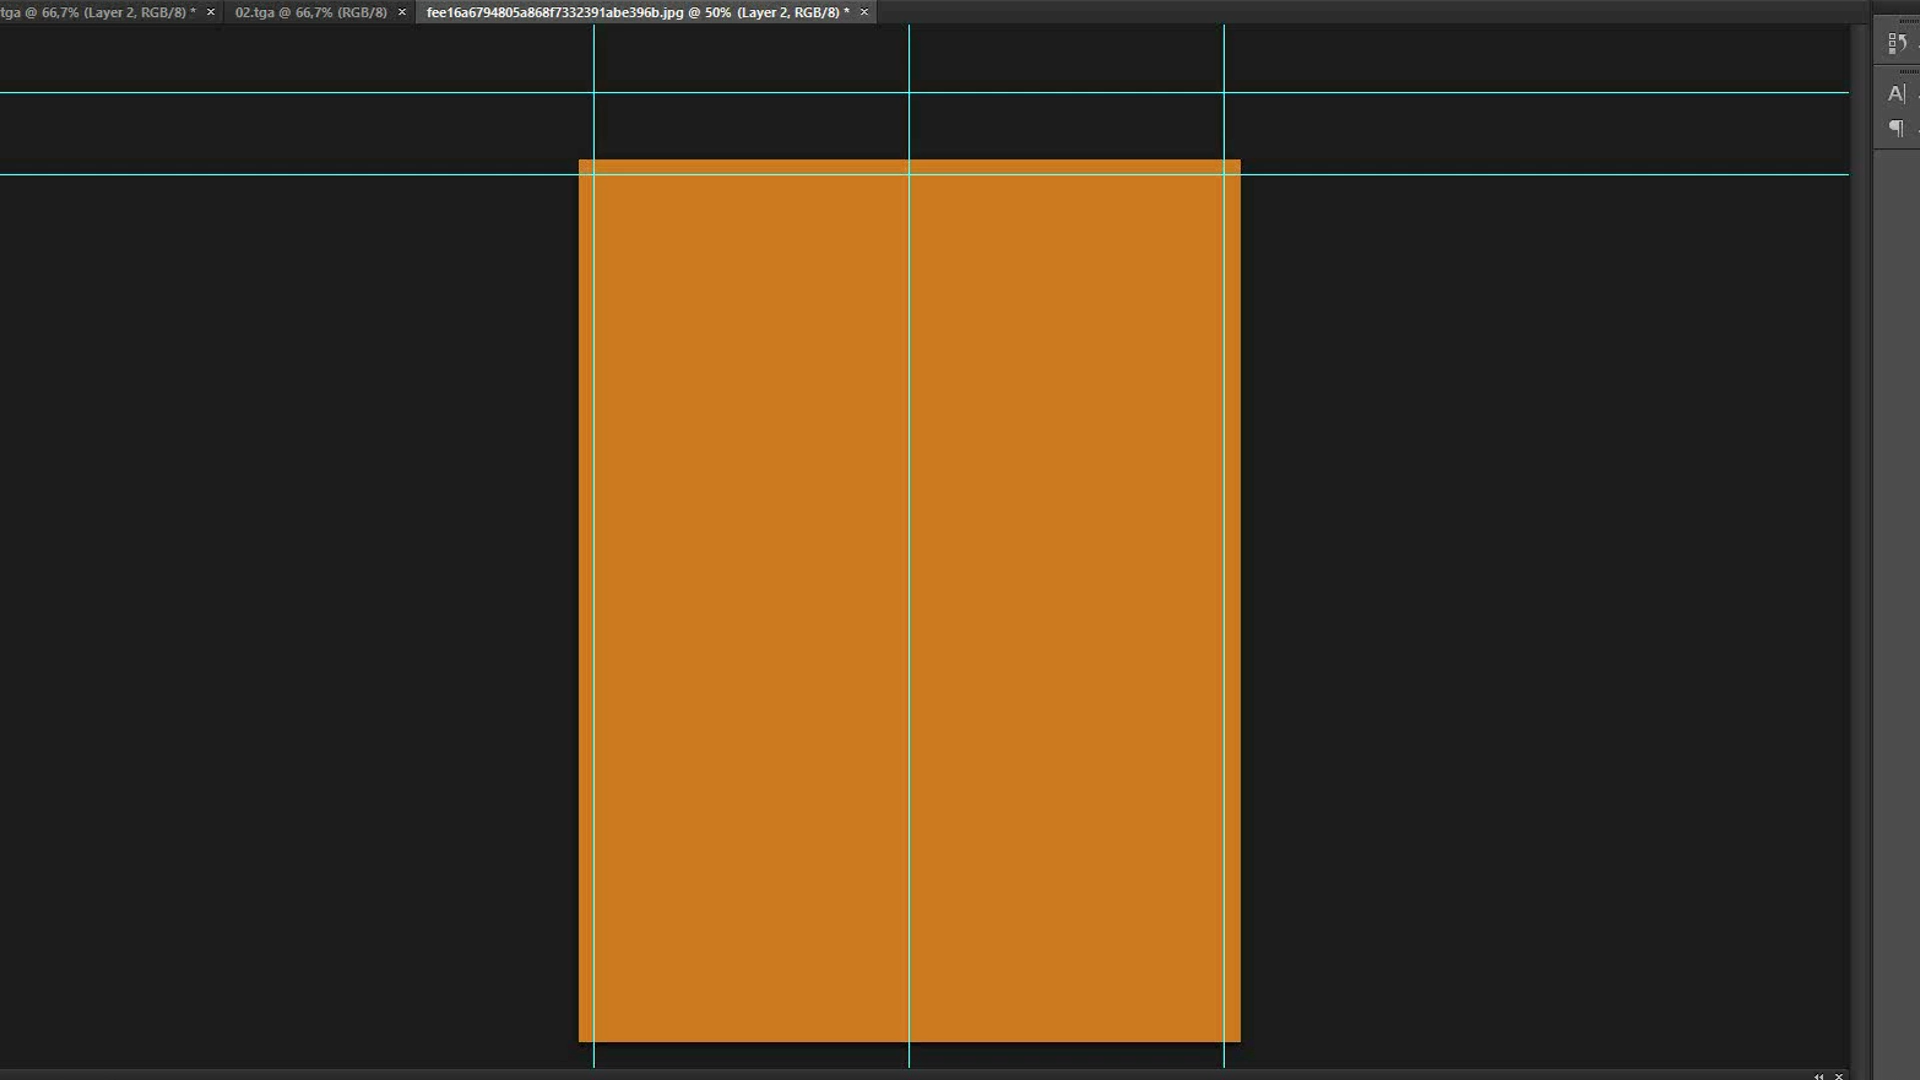 tga @ 66,7% (Layer 2, RGB/8) * × 02.tga @ 66,7% (RGB/8) × fee16a6794805a868f7332391abe396b.jpg @ 50% (Layer 2, RGB/8) * ×